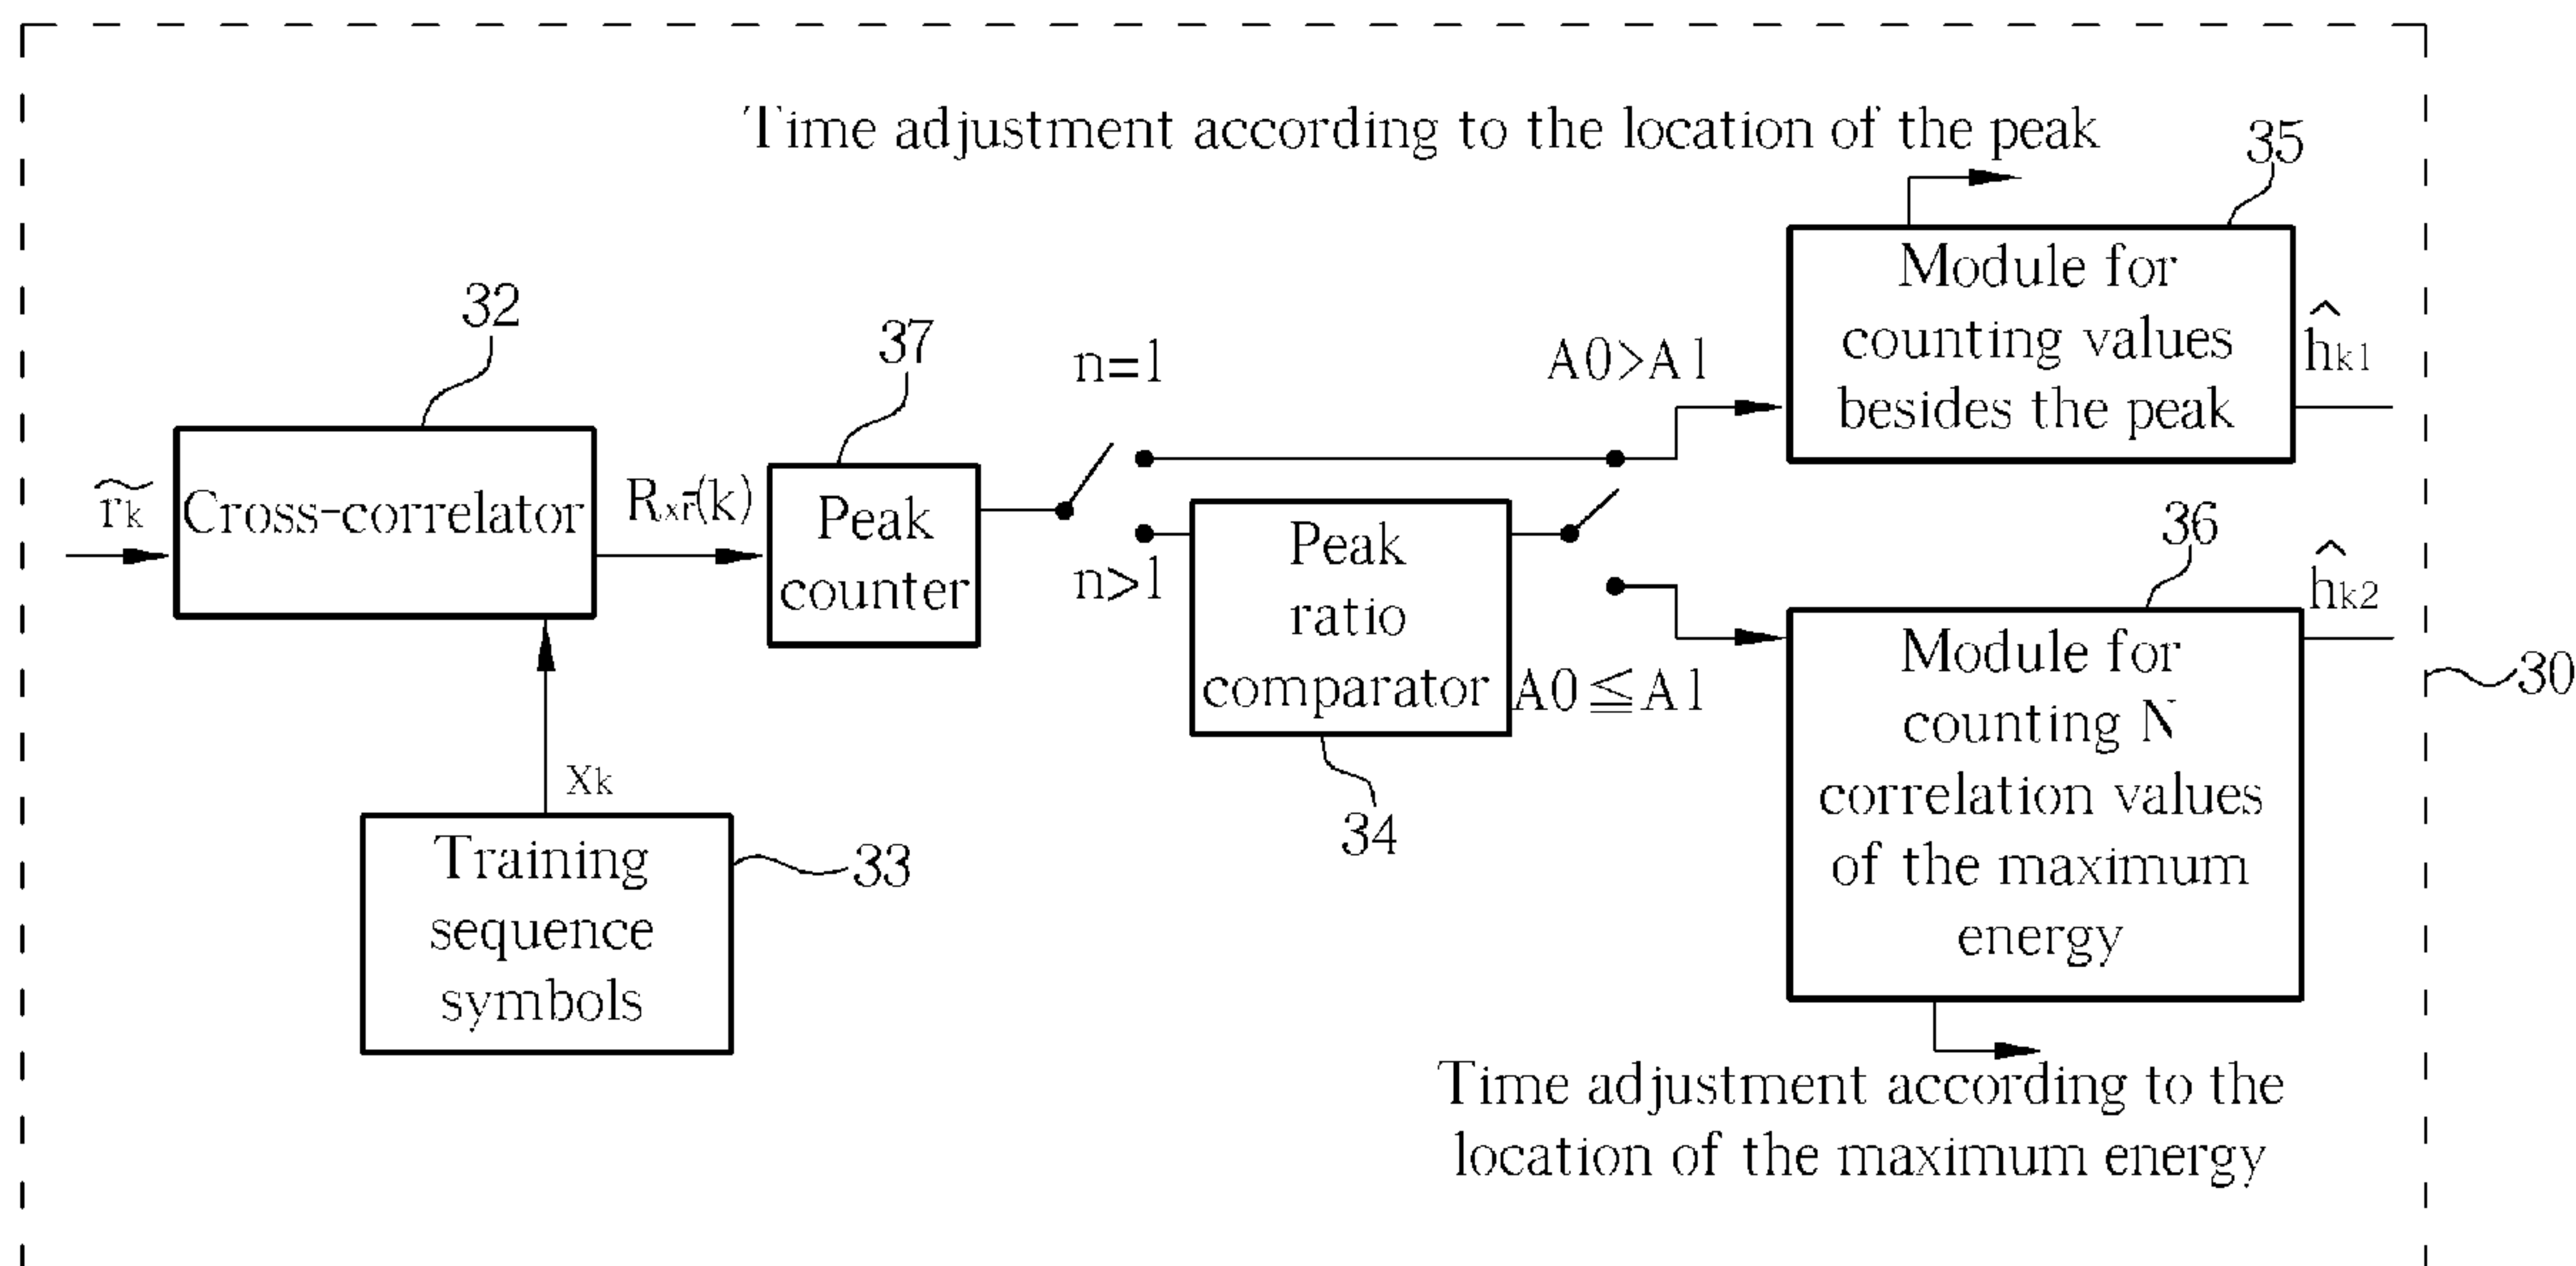 Time adjustment according to the location of the peak
35
Module for
counting values
besides the peak
ĥk1
32
37
n=1
A0>A1
r̃k
Cross-correlator
Rxr̃(k)
Peak
counter
n>1
Peak
ratio
comparator
A0≦A1
34
36
Module for
counting N
correlation values
of the maximum
energy
ĥk2
30
xk
Training
sequence
symbols
33
Time adjustment according to the
location of the maximum energy